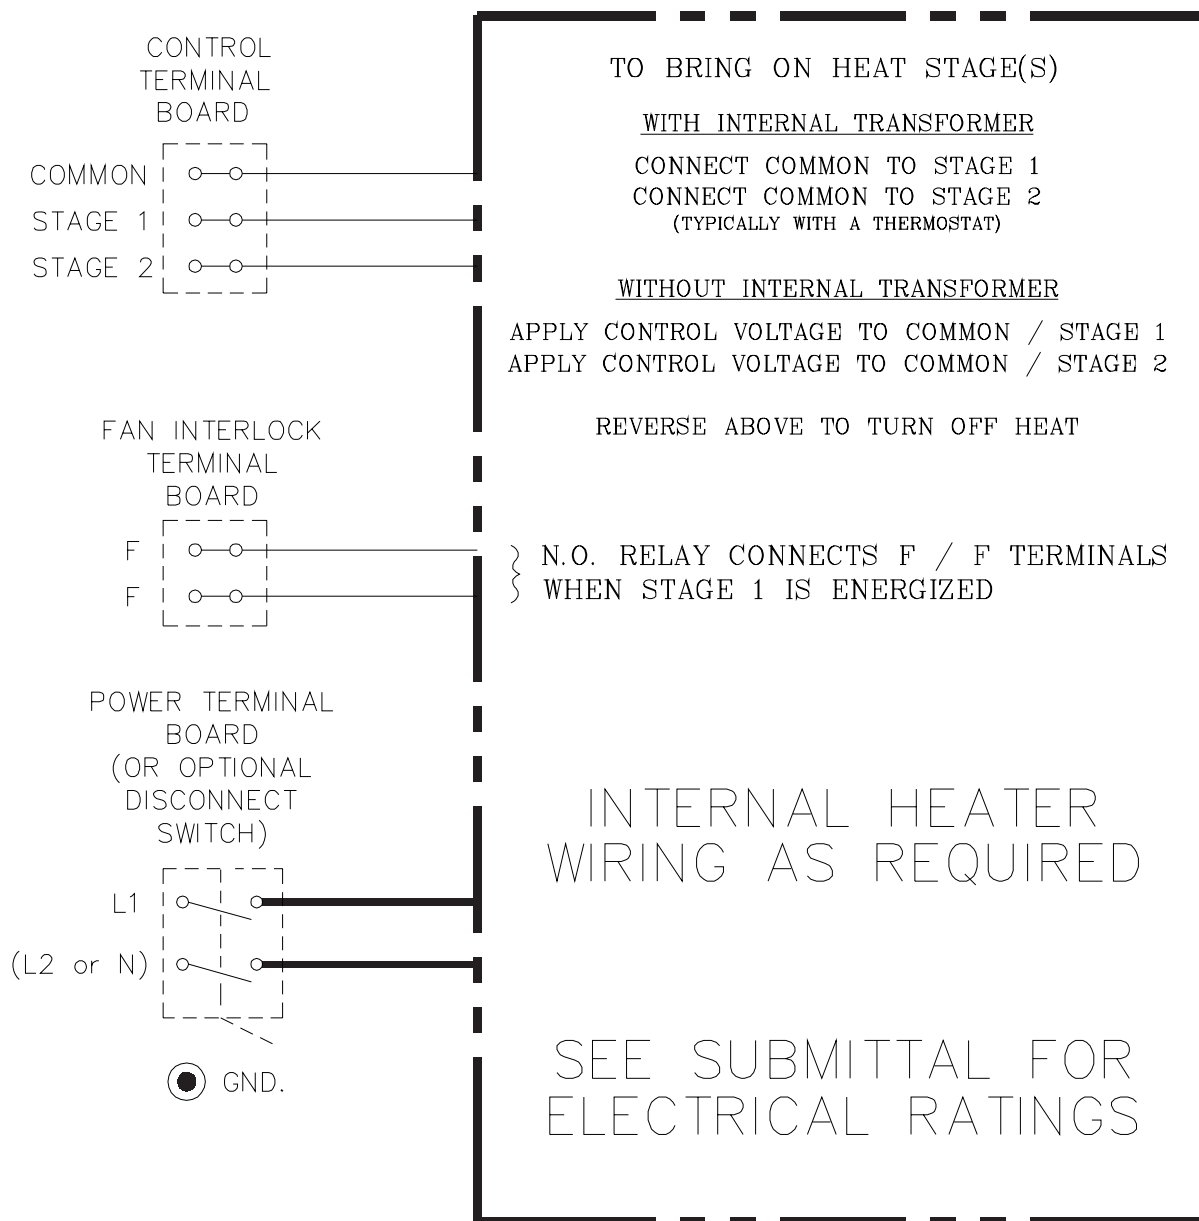 CONTROL
TERMINAL
BOARD
COMMON
STAGE 1
STAGE 2
TO BRING ON HEAT STAGE(S)
WITH INTERNAL TRANSFORMER
CONNECT COMMON TO STAGE 1
CONNECT COMMON TO STAGE 2
(TYPICALLY WITH A THERMOSTAT)
WITHOUT INTERNAL TRANSFORMER
APPLY CONTROL VOLTAGE TO COMMON / STAGE 1
APPLY CONTROL VOLTAGE TO COMMON / STAGE 2
REVERSE ABOVE TO TURN OFF HEAT
FAN INTERLOCK
TERMINAL
BOARD
F
F
N.O. RELAY CONNECTS F / F TERMINALS
WHEN STAGE 1 IS ENERGIZED
POWER TERMINAL
BOARD
(OR OPTIONAL
DISCONNECT
SWITCH)
L1
(L2 or N)
GND.
INTERNAL HEATER
WIRING AS REQUIRED
SEE SUBMITTAL FOR
ELECTRICAL RATINGS